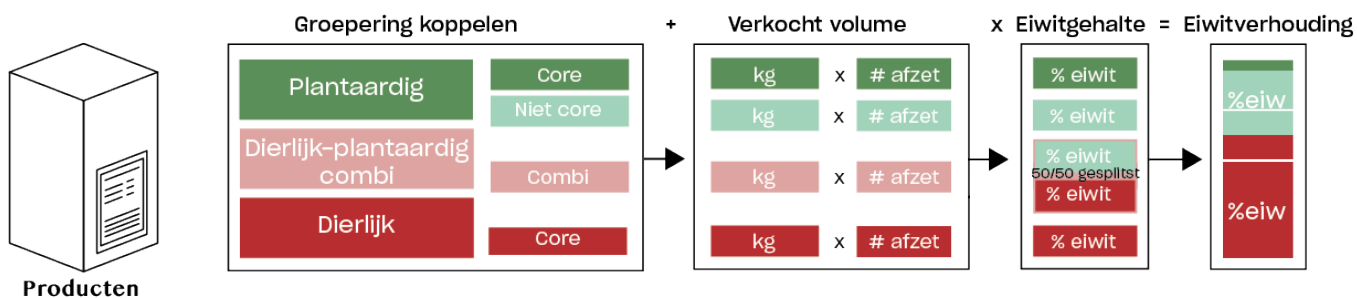 Groepering koppelen + Verkocht volume x Eiwitgehalte = Eiwitverhouding
Plantaardig
Core
Niet core
Dierlijk-plantaardig
combi
Combi
Dierlijk
Core
kg x # afzet
kg x # afzet
kg x # afzet
kg x # afzet
% eiwit
% eiwit
% eiwit
50/50 gesplitst
% eiwit
% eiwit
%eiw
%eiw
Producten